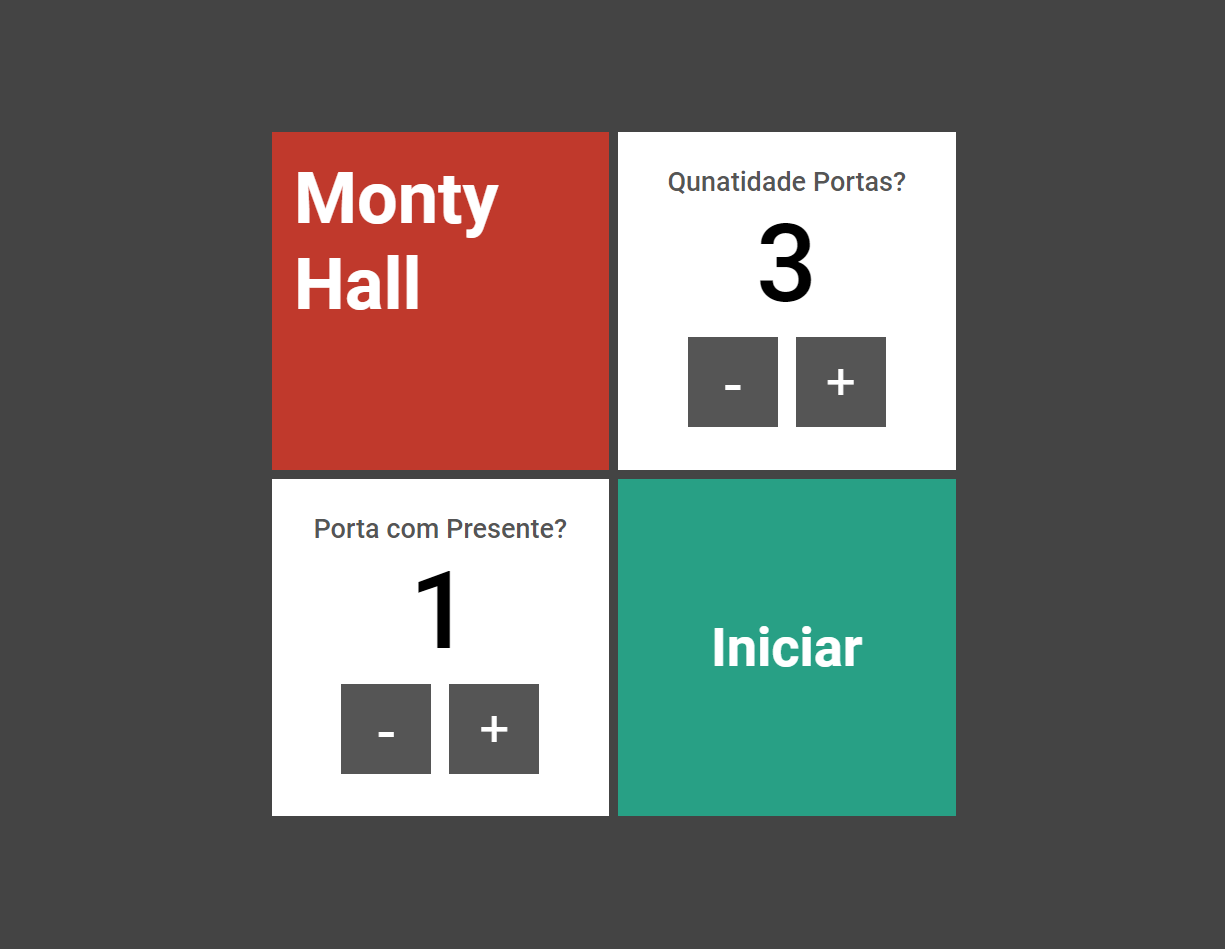 Monty
Hall
Qunatidade Portas?
3
- +
Porta com Presente?
1
- +
Iniciar